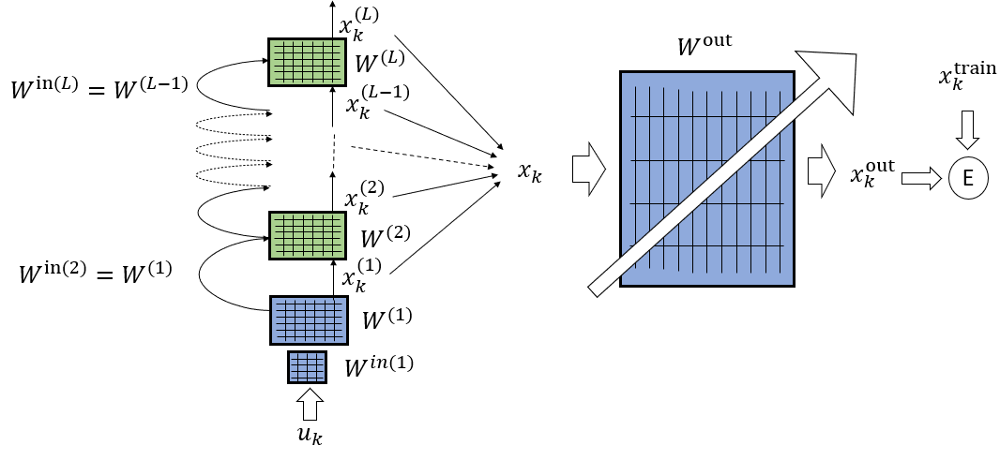 x_k^{(L)}
W^{out}
W^{(L)}
x_k^{train}
W^{in(L)} = W^{(L-1)}
x_k^{(L-1)}
x_k
x_k^{out}
E
x_k^{(2)}
W^{(2)}
W^{in(2)} = W^{(1)}
x_k^{(1)}
W^{(1)}
W^{in(1)}
u_k